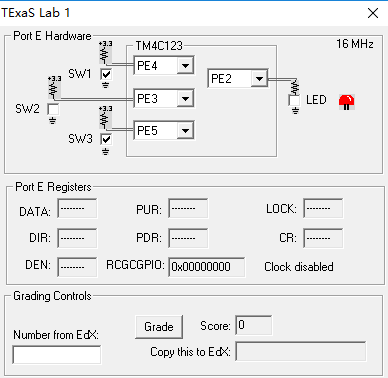 TExaS Lab 1
Port E Hardware
16 MHz
+3.3
TM4C123
SW1
PE4
PE2
+3.3
SW2
PE3
LED
+3.3
SW3
PE5
Port E Registers
DATA: -------- PUR: -------- LOCK: --------
DIR: -------- PDR: -------- CR: --------
DEN: -------- RCGCGPIO: 0x00000000 Clock disabled
Grading Controls
Number from EdX:
Grade Score: 0
Copy this to EdX: